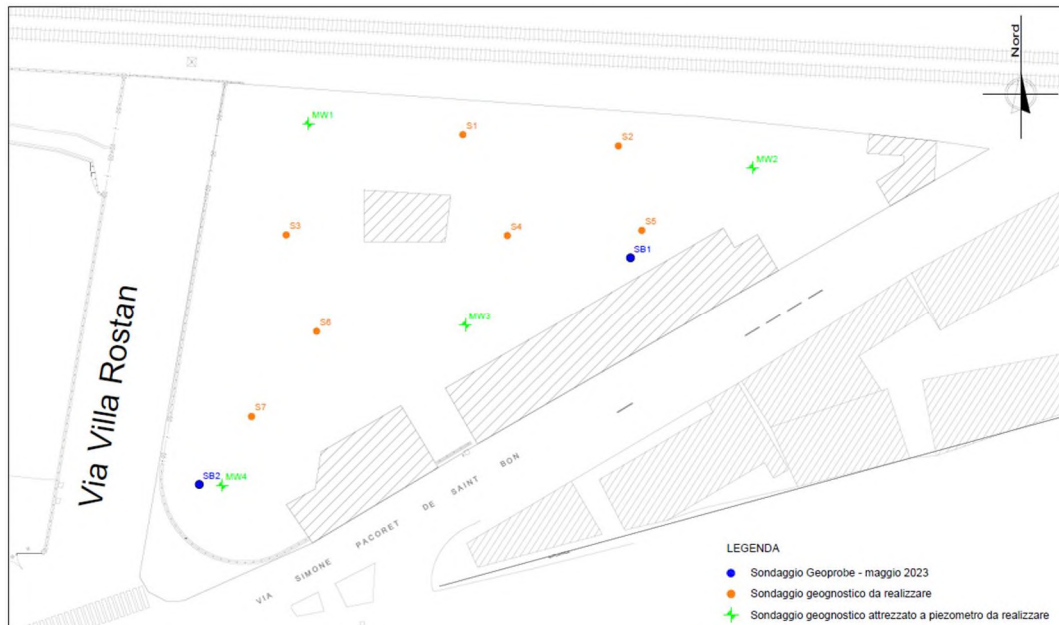 Nord
MW1
S1
S2
MW2
S3
S4
S5
SB1
S6
MW3
S7
SB2
MW4
Via Villa Rostan
VIA SIMONE PACORET DE SAINT BON
LEGENDA
Sondaggio Geoprobe - maggio 2023
Sondaggio geognostico da realizzare
Sondaggio geognostico attrezzato a piezometro da realizzare